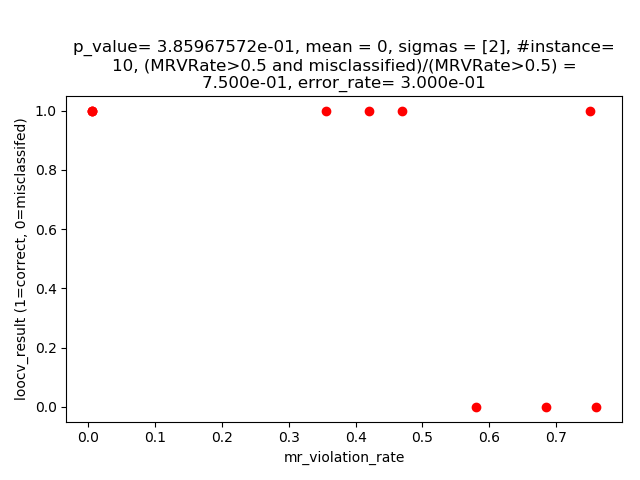 p_value= 3.85967572e-01, mean = 0, sigmas = [2], #instance=
10, (MRVRate>0.5 and misclassified)/(MRVRate>0.5) =
7.500e-01, error_rate= 3.000e-01
loocv_result (1=correct, 0=misclassifed)
1.0
0.8
0.6
0.4
0.2
0.0
0.0 0.1 0.2 0.3 0.4 0.5 0.6 0.7
mr_violation_rate